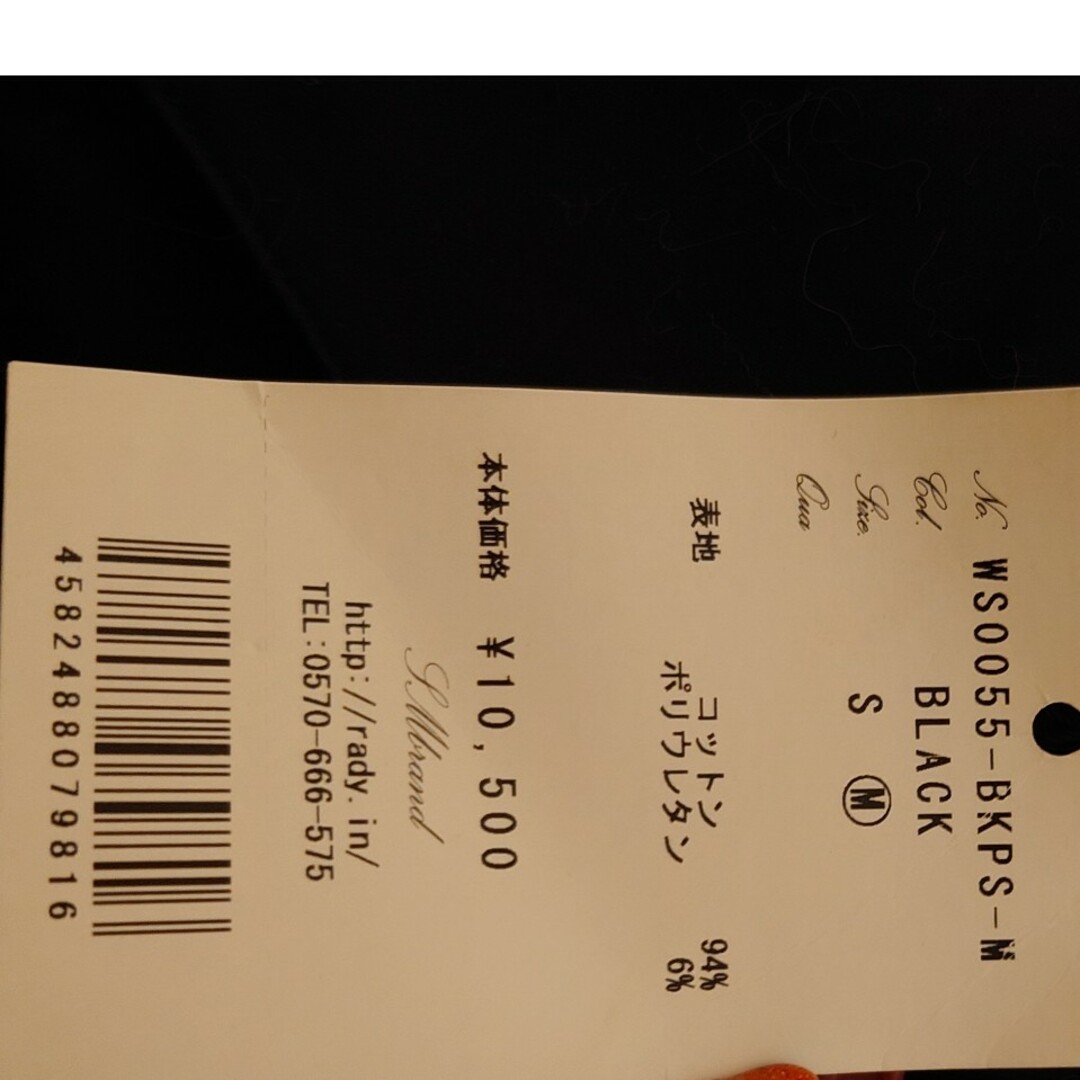 No. WS0055-BKPS-M
Col. BLACK
Size. S Ⓜ
Qua
表地 コットン 94%
ポリウレタン 6%
本体価格 ¥10,500
SMbrand
http://rady.in/
TEL:0570-666-575
4582488079816